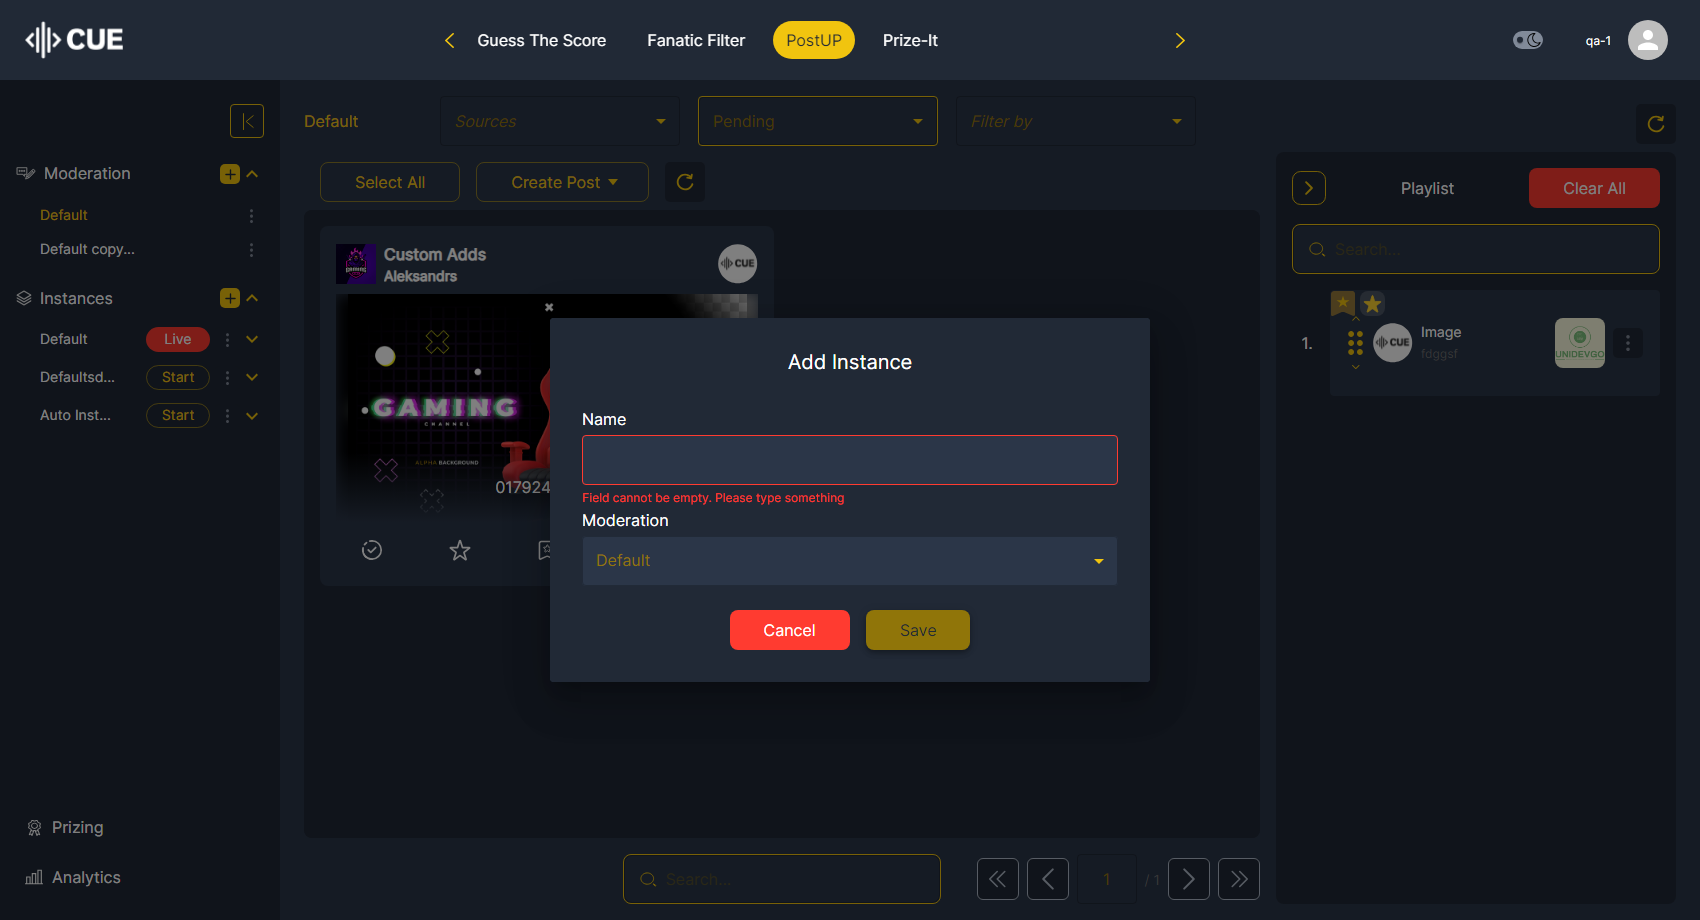 CUE
Guess The Score
Fanatic Filter
PostUP
Prize-It
qa-1
Moderation
Default
Default copy...
Instances
Default
Live
Defaultsd...
Start
Auto Inst...
Start
Prizing
Analytics
Default
Sources
Pending
Filter by
Select All
Create Post
Custom Adds
Aleksandrs
CUE
GAMING
GAMING
CHANNEL
ALPHA BACKGROUND
017924
Add Instance
Name
Field cannot be empty. Please type something
Moderation
Default
Cancel
Save
Search...
1
/ 1
Playlist
Clear All
Search...
1.
CUE
Image
fdggsf
UNIDEVGO